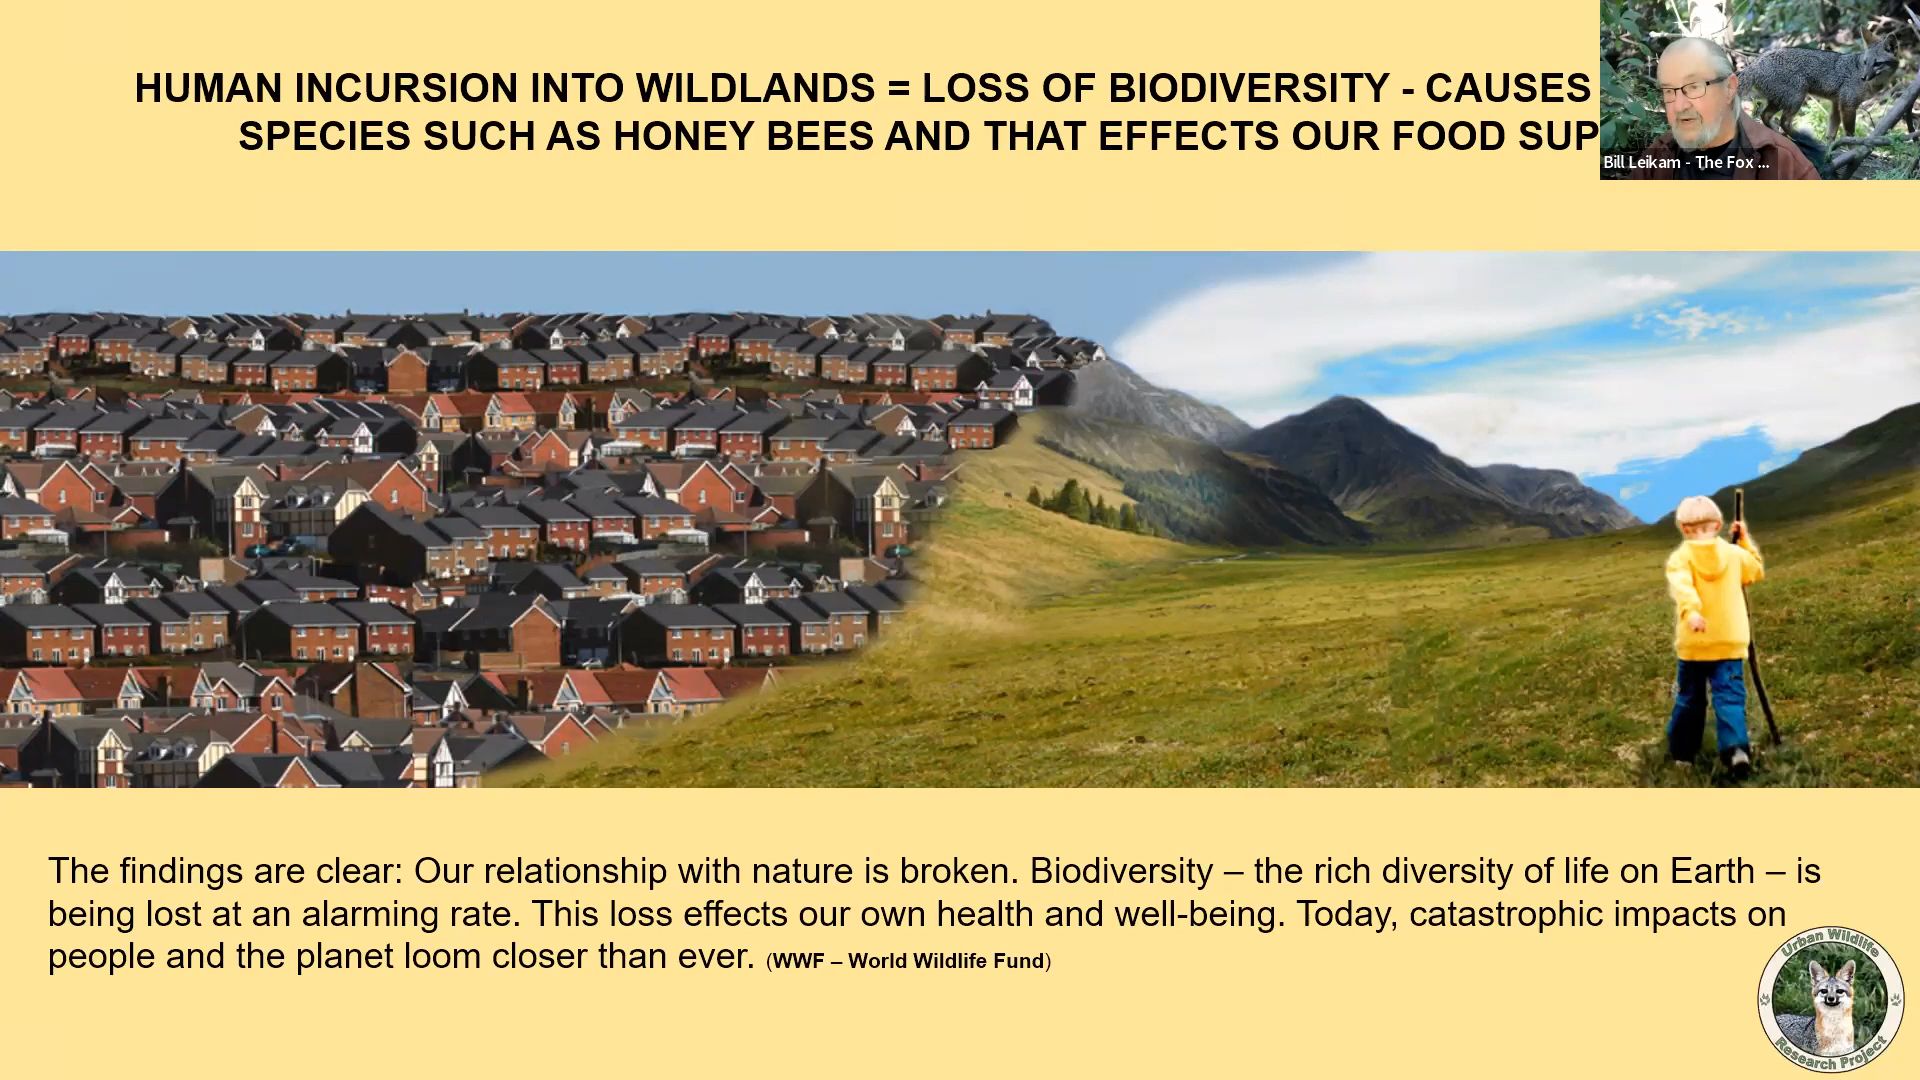 HUMAN INCURSION INTO WILDLANDS = LOSS OF BIODIVERSITY - CAUSES
SPECIES SUCH AS HONEY BEES AND THAT EFFECTS OUR FOOD SUP
Bill Leikam - The Fox ...
The findings are clear: Our relationship with nature is broken. Biodiversity – the rich diversity of life on Earth – is
being lost at an alarming rate. This loss effects our own health and well-being. Today, catastrophic impacts on
people and the planet loom closer than ever. (WWF – World Wildlife Fund)
Urban Wildlife
Research Project